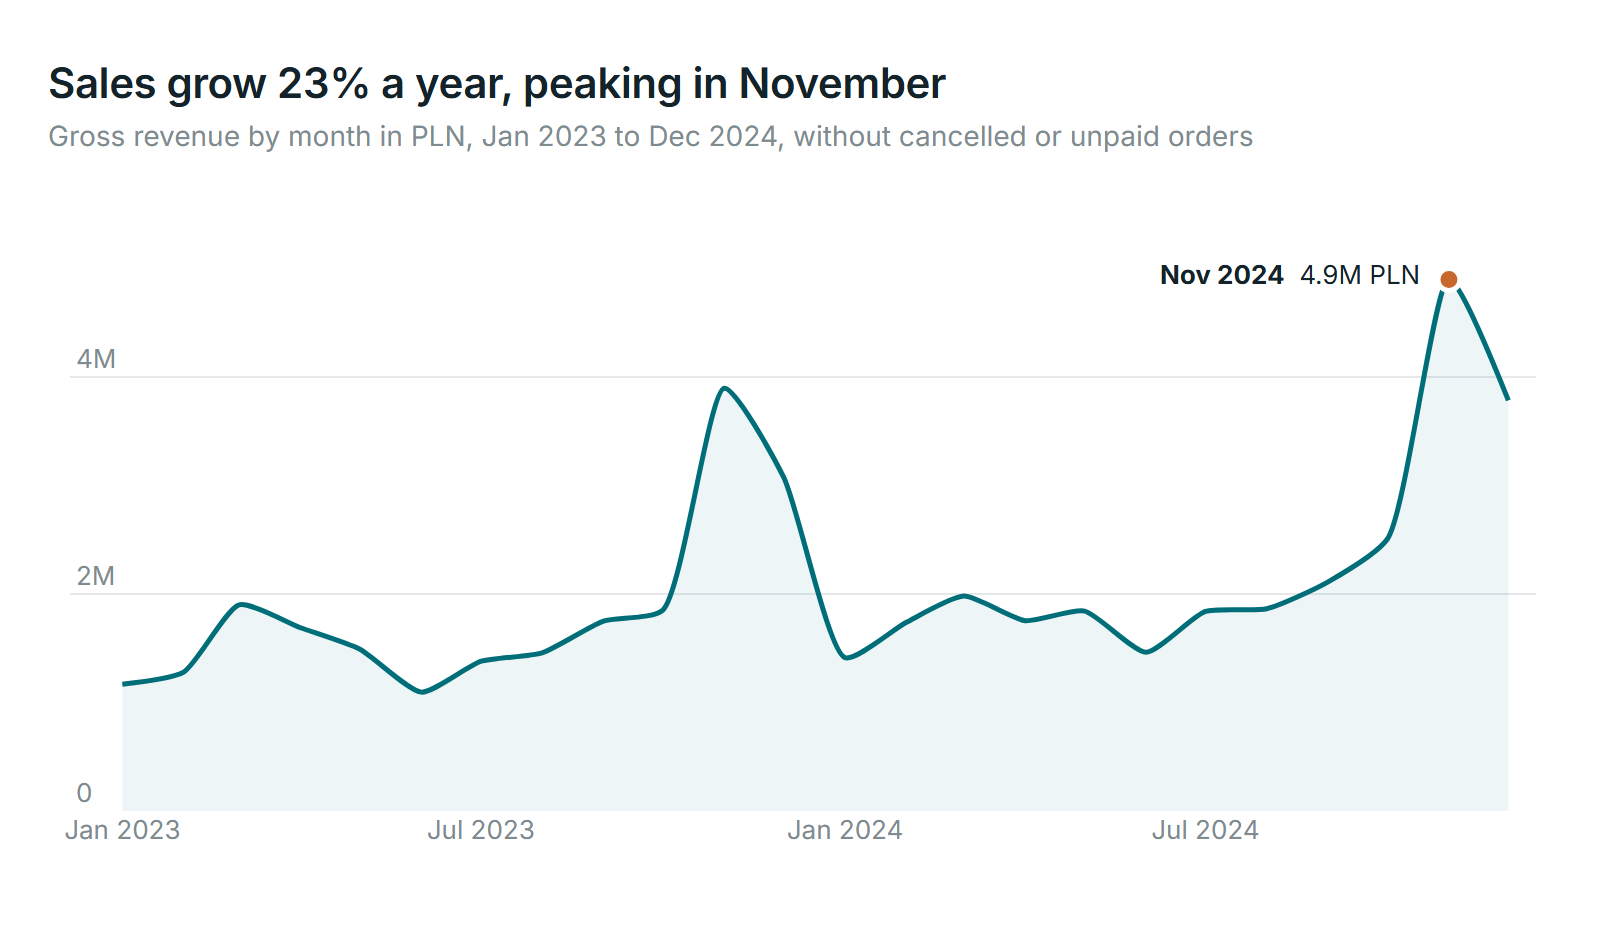 Sales grow 23% a year, peaking in November
Gross revenue by month in PLN, Jan 2023 to Dec 2024, without cancelled or unpaid orders
Nov 2024 4.9M PLN
4M
2M
0
Jan 2023 Jul 2023 Jan 2024 Jul 2024